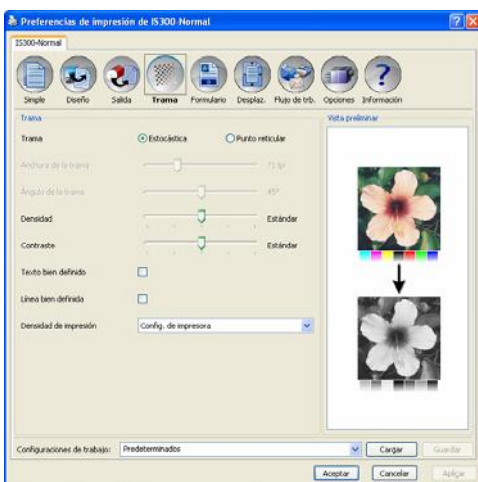 Preferencias de impresión de IS300-Normal
IS300-Normal
Simple Diseño Salida Trama Formulario Desplaz. Flujo de trb. Opciones Información
Trama Vista preliminar
Trama Estocástica Punto reticular
Anchura de la trama 71 lpi
Ángulo de la trama 45°
Densidad Estándar
Contraste Estándar
Texto bien definido
Línea bien definida
Densidad de impresión Config. de impresora
Configuraciones de trabajo: Predeterminados Cargar Guardar
Aceptar Cancelar Aplicar